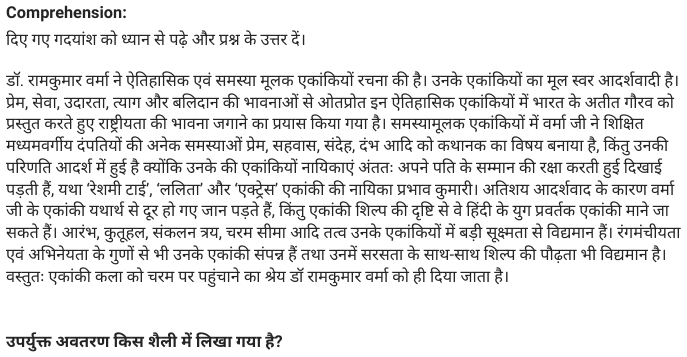 Comprehension:
दिए गए गदयांश को ध्यान से पढ़े और प्रश्न के उत्तर दें।
डॉ. रामकुमार वर्मा ने ऐतिहासिक एवं समस्या मूलक एकांकियों रचना की है। उनके एकांकियों का मूल स्वर आदर्शवादी है।
प्रेम, सेवा, उदारता, त्याग और बलिदान की भावनाओं से ओतप्रोत इन ऐतिहासिक एकांकियों में भारत के अतीत गौरव को
प्रस्तुत करते हुए राष्ट्रीयता की भावना जगाने का प्रयास किया गया है। समस्यामूलक एकांकियों में वर्मा जी ने शिक्षित
मध्यमवर्गीय दंपतियों की अनेक समस्याओं प्रेम, सहवास, संदेह, दंभ आदि को कथानक का विषय बनाया है, किंतु उनकी
परिणति आदर्श में हुई है क्योंकि उनके की एकांकियों नायिकाएं अंततः अपने पति के सम्मान की रक्षा करती हुई दिखाई
पड़ती हैं, यथा ‘रेशमी टाई’, ‘ललिता’ और ‘एक्ट्रेस’ एकांकी की नायिका प्रभाव कुमारी। अतिशय आदर्शवाद के कारण वर्मा
जी के एकांकी यथार्थ से दूर हो गए जान पड़ते हैं, किंतु एकांकी शिल्प की दृष्टि से वे हिंदी के युग प्रवर्तक एकांकी माने जा
सकते हैं। आरंभ, कुतूहल, संकलन त्रय, चरम सीमा आदि तत्व उनके एकांकियों में बड़ी सूक्ष्मता से विद्यमान हैं। रंगमंचीयता
एवं अभिनेयता के गुणों से भी उनके एकांकी संपन्न हैं तथा उनमें सरसता के साथ-साथ शिल्प की पौढ़ता भी विद्यमान है।
वस्तुतः एकांकी कला को चरम पर पहुंचाने का श्रेय डॉ रामकुमार वर्मा को ही दिया जाता है।
उपर्युक्त अवतरण किस शैली में लिखा गया है?